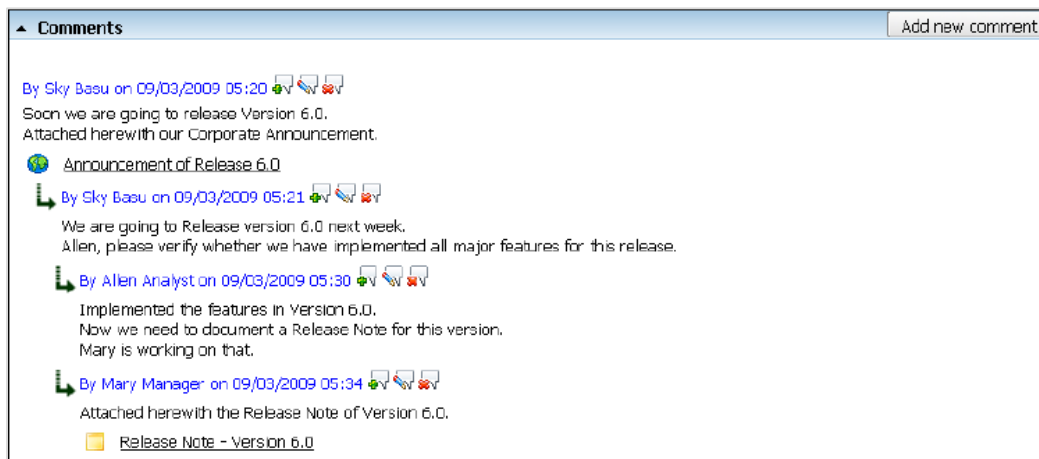 Comments
Add new comment
By Sky Basu on 09/03/2009 05:20
Soon we are going to release Version 6.0.
Attached herewith our Corporate Announcement.
Announcement of Release 6.0
By Sky Basu on 09/03/2009 05:21
We are going to Release version 6.0 next week.
Allen, please verify whether we have implemented all major features for this release.
By Allen Analyst on 09/03/2009 05:30
Implemented the features in Version 6.0.
Now we need to document a Release Note for this version.
Mary is working on that.
By Mary Manager on 09/03/2009 05:34
Attached herewith the Release Note of Version 6.0.
Release Note - Version 6.0